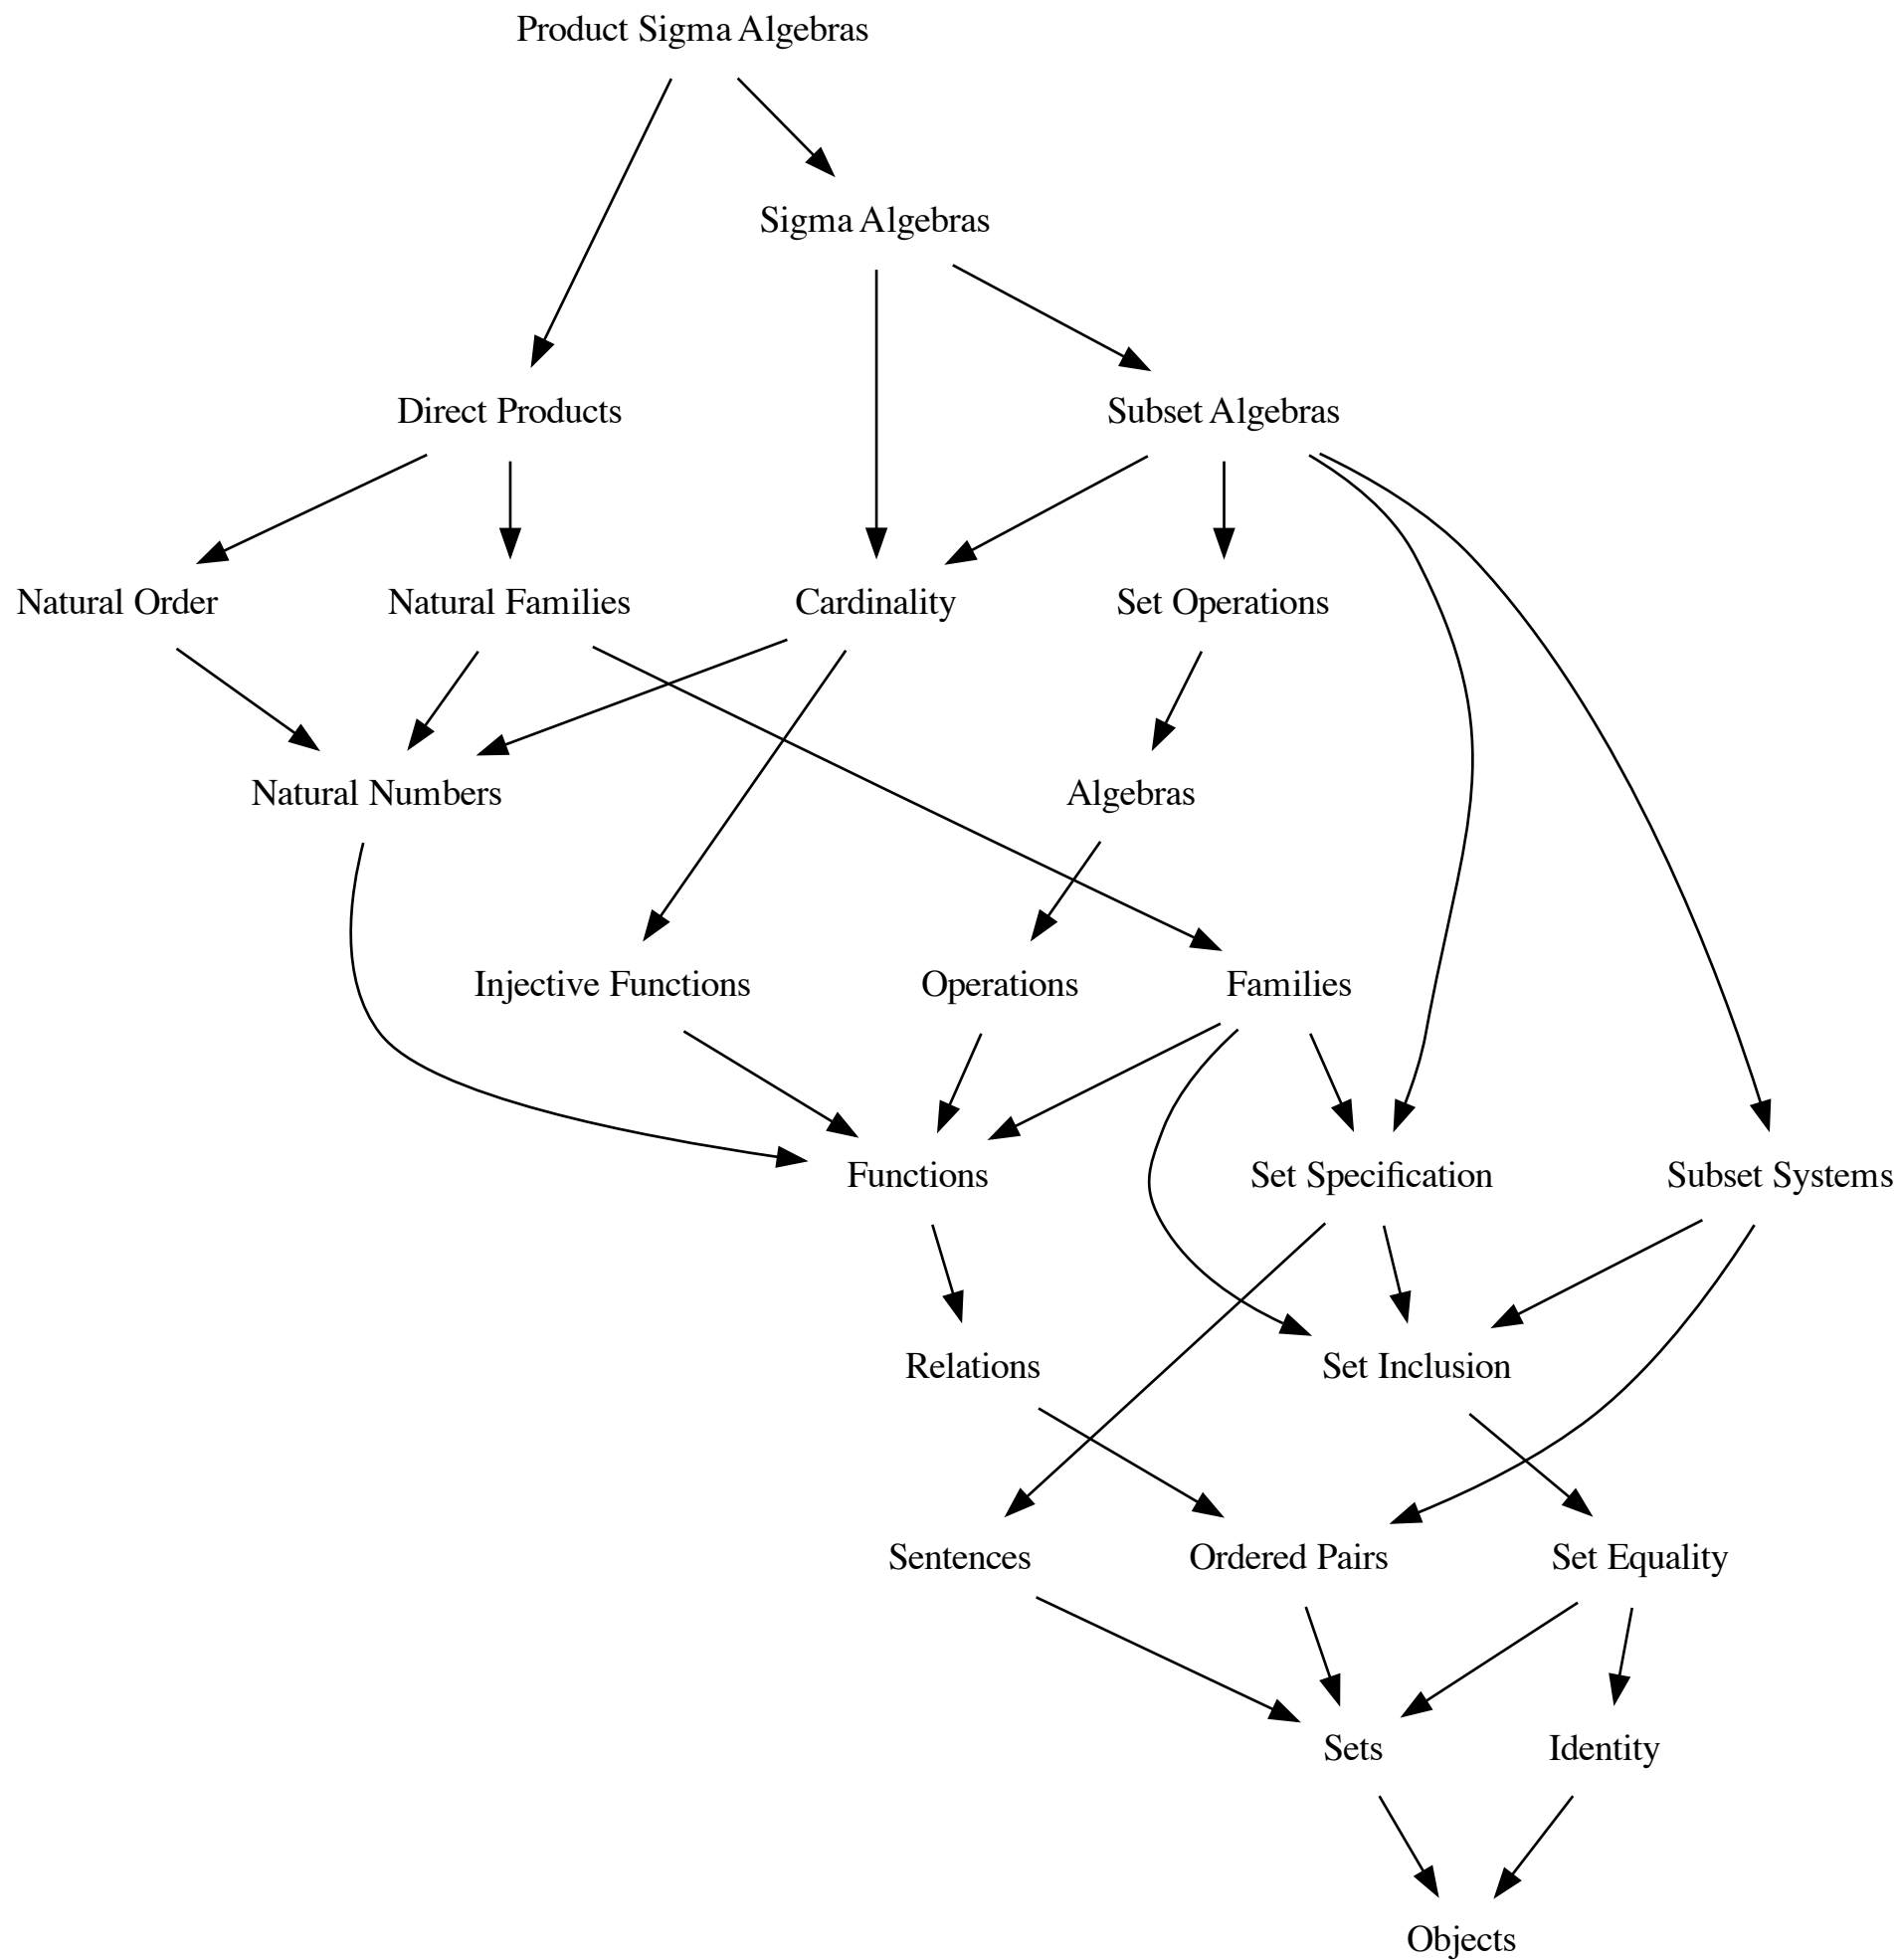 Product Sigma Algebras
Sigma Algebras
Direct Products
Subset Algebras
Natural Order
Natural Families
Cardinality
Set Operations
Natural Numbers
Algebras
Injective Functions
Operations
Families
Functions
Set Specification
Subset Systems
Relations
Set Inclusion
Sentences
Ordered Pairs
Set Equality
Sets
Identity
Objects